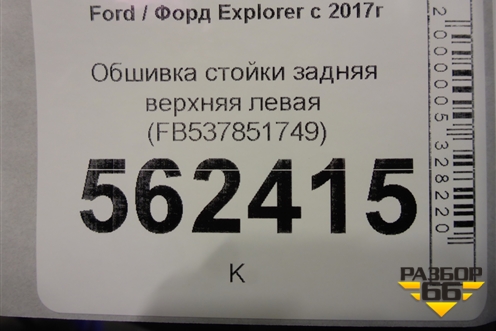 Ford / Форд Explorer с 2017г
Обшивка стойки задняя
верхняя левая
(FB537851749)
562415
К
2000005328220
РАЗБОР
66